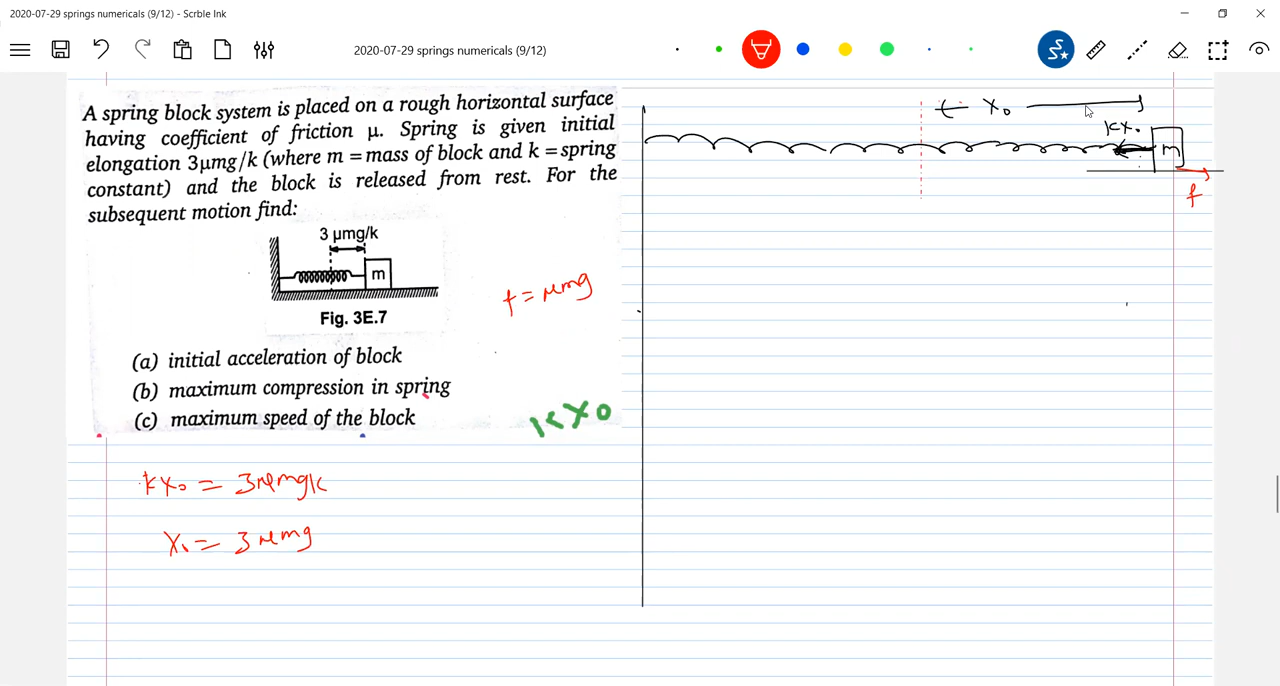 2020-07-29 springs numericals (9/12) - Scrble Ink
2020-07-29 springs numericals (9/12)
A spring block system is placed on a rough horizontal surface
having coefficient of friction μ. Spring is given initial
elongation 3μmg/k (where m = mass of block and k = spring
constant) and the block is released from rest. For the
subsequent motion find:
3 μmg/k
m
Fig. 3E.7
(a) initial acceleration of block
(b) maximum compression in spring
(c) maximum speed of the block
f = μmg
KX0
kx0 = 3μmgk
x0 = 3μmg
x0
kx0
m
f